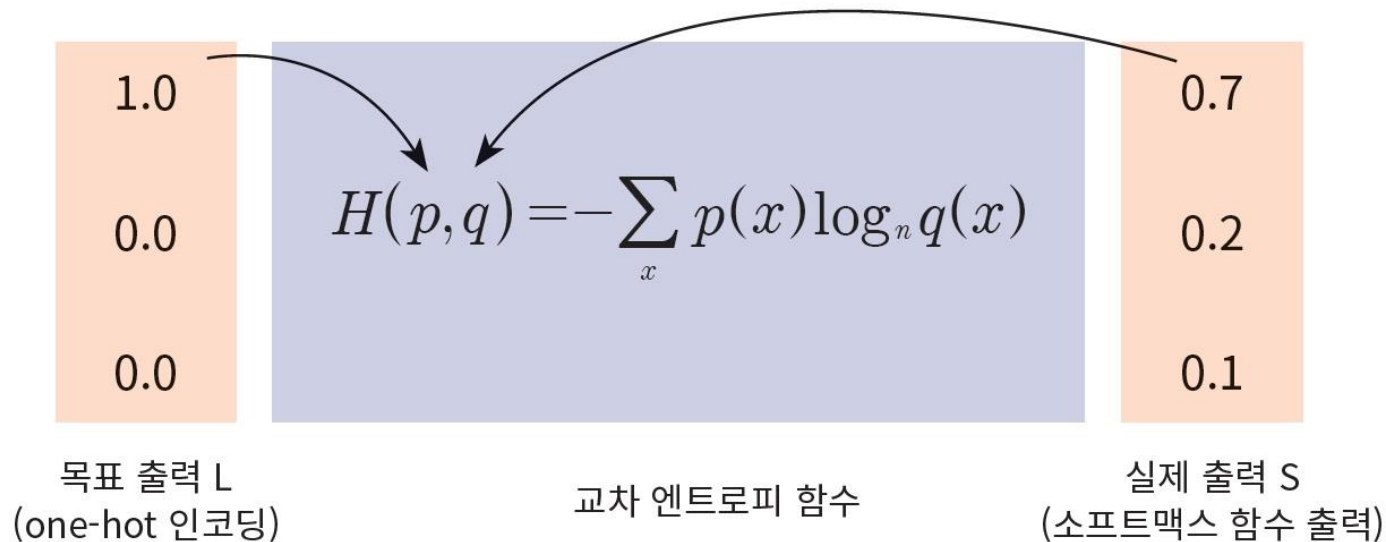 1.0
0.0
0.0
H(p,q)=-∑ p(x)logₙq(x)
x
0.7
0.2
0.1
목표 출력 L
(one-hot 인코딩)
교차 엔트로피 함수
실제 출력 S
(소프트맥스 함수 출력)